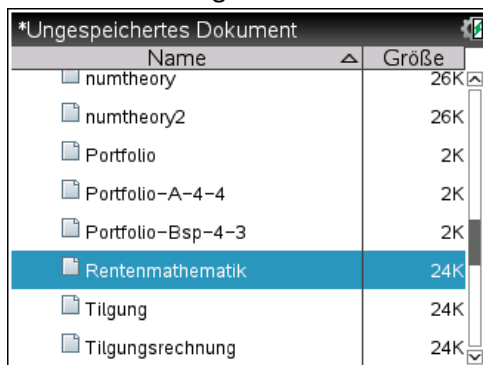 *Ungespeichertes Dokument
Name Größe
numtheory 26K
numtheory2 26K
Portfolio 2K
Portfolio-A-4-4 2K
Portfolio-Bsp-4-3 2K
Rentenmathematik 24K
Tilgung 24K
Tilgungsrechnung 24K